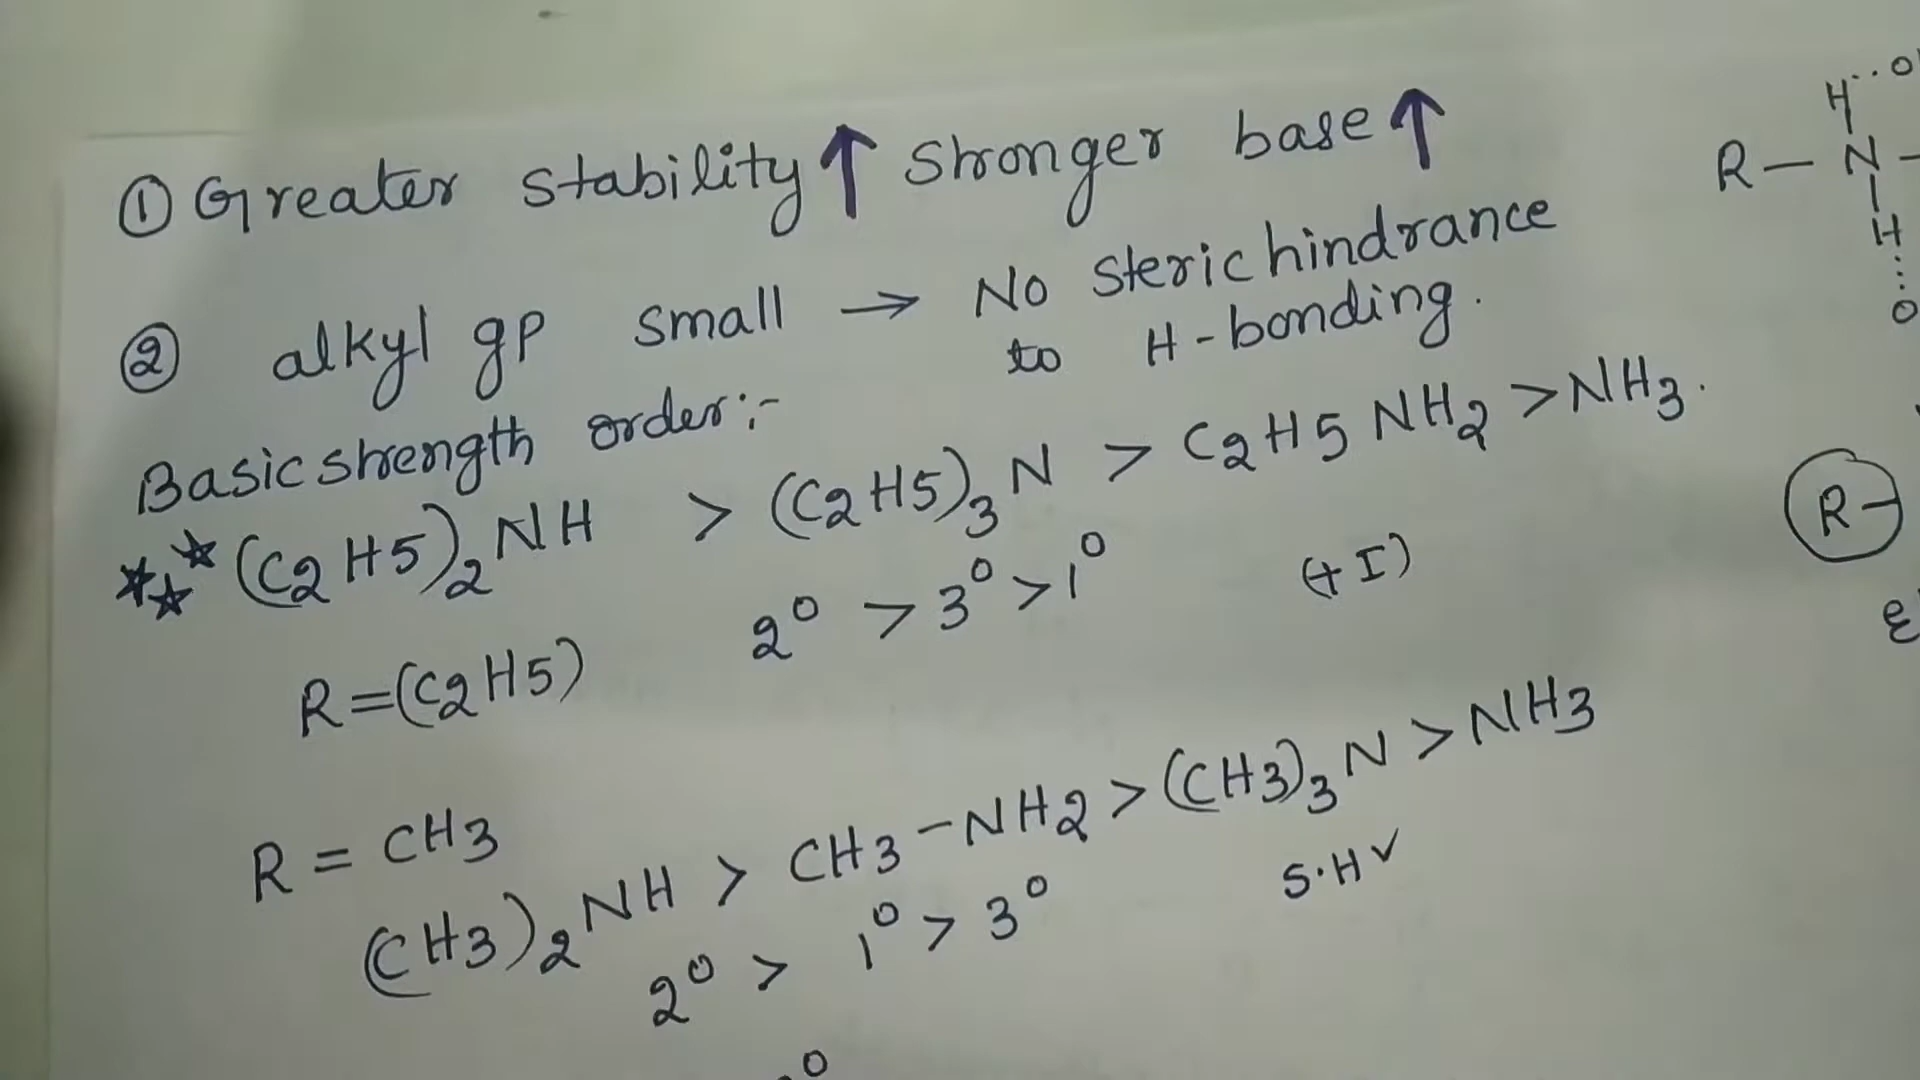 ① Greater stability ↑ stronger base ↑
② alkyl gp small → No steric hindrance
to H-bonding.
Basic strength order:-
(C2H5)2NH > (C2H5)3N > C2H5NH2 > NH3.
R=(C2H5) 2° > 3° > 1° (+I)
R = CH3
(CH3)2NH > CH3-NH2 > (CH3)3N > NH3
2° > 1° > 3° S.H ✓
H...O
R—N—
H
O
R—